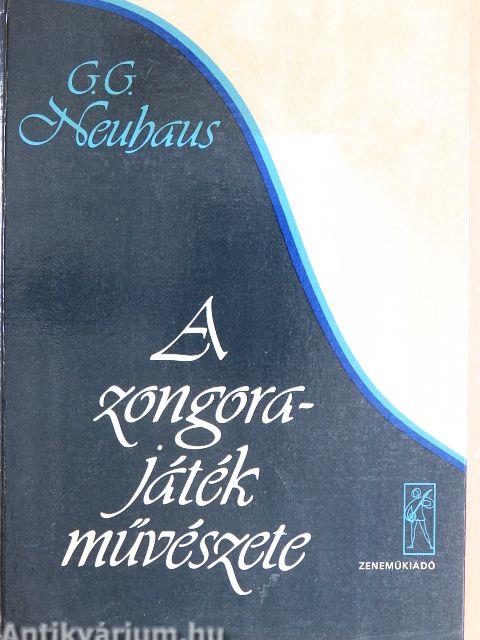 G. G.
Neuhaus
A
zongora-
játék
művészete
ZENEMŰKIADÓ
Antikvárium.hu